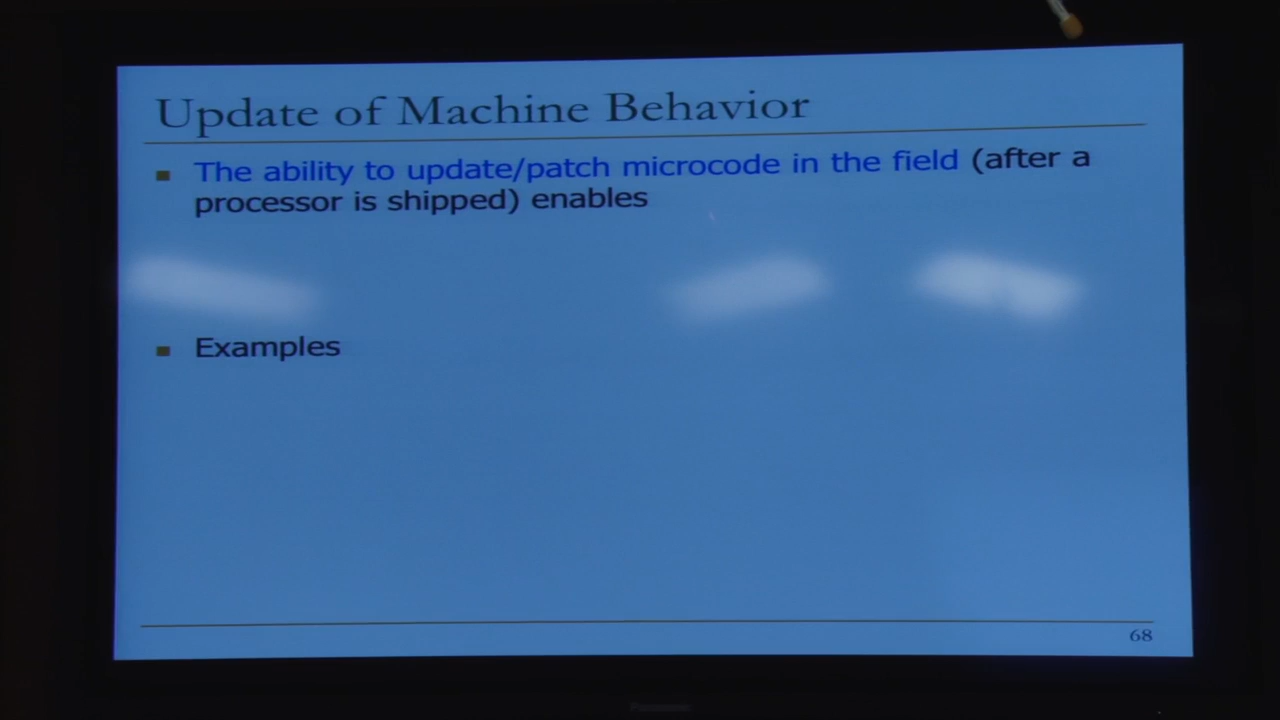 Update of Machine Behavior
The ability to update/patch microcode in the field (after a
processor is shipped) enables
Examples
68